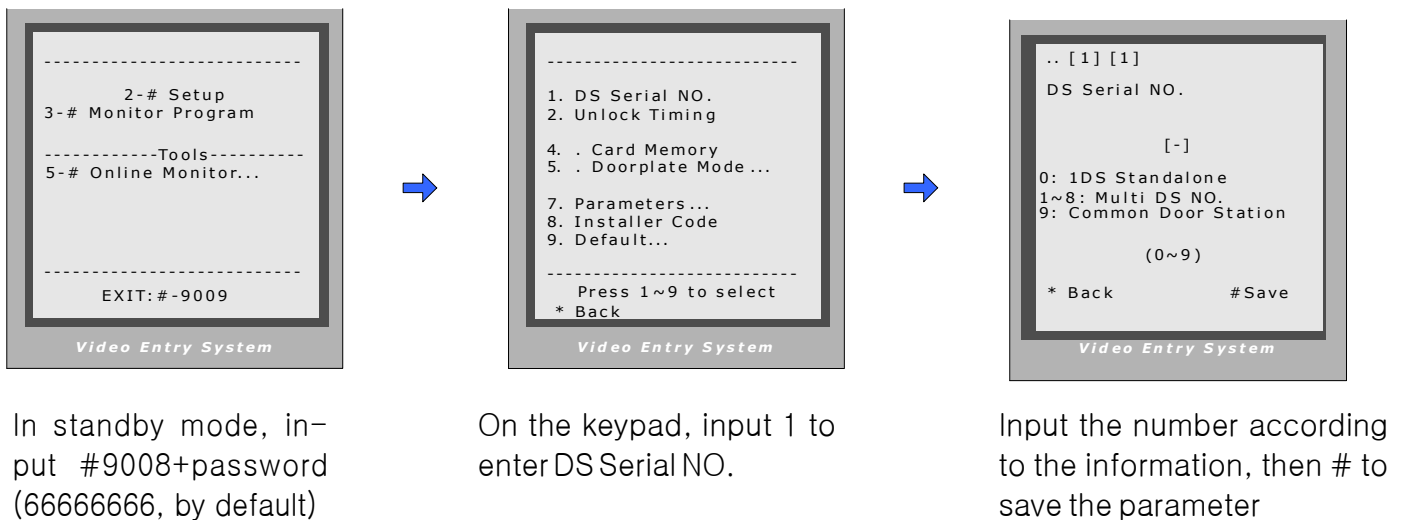 ---------------------------
2-# Setup
3-# Monitor Program
------------Tools----------
5-# Online Monitor...
---------------------------
EXIT:#-9009
Video Entry System
In standby mode, in-
put #9008+password
(66666666, by default)
--------------------------
1. DS Serial NO.
2. Unlock Timing
4. . Card Memory
5. . Doorplate Mode...
7. Parameters...
8. Installer Code
9. Default...
--------------------------
Press 1~9 to select
* Back
Video Entry System
On the keypad, input 1 to
enter DS Serial NO.
.. [1] [1]
DS Serial NO.
[-]
0: 1DS Standalone
1~8: Multi DS NO.
9: Common Door Station
(0~9)
* Back #Save
Video Entry System
Input the number according
to the information, then # to
save the parameter